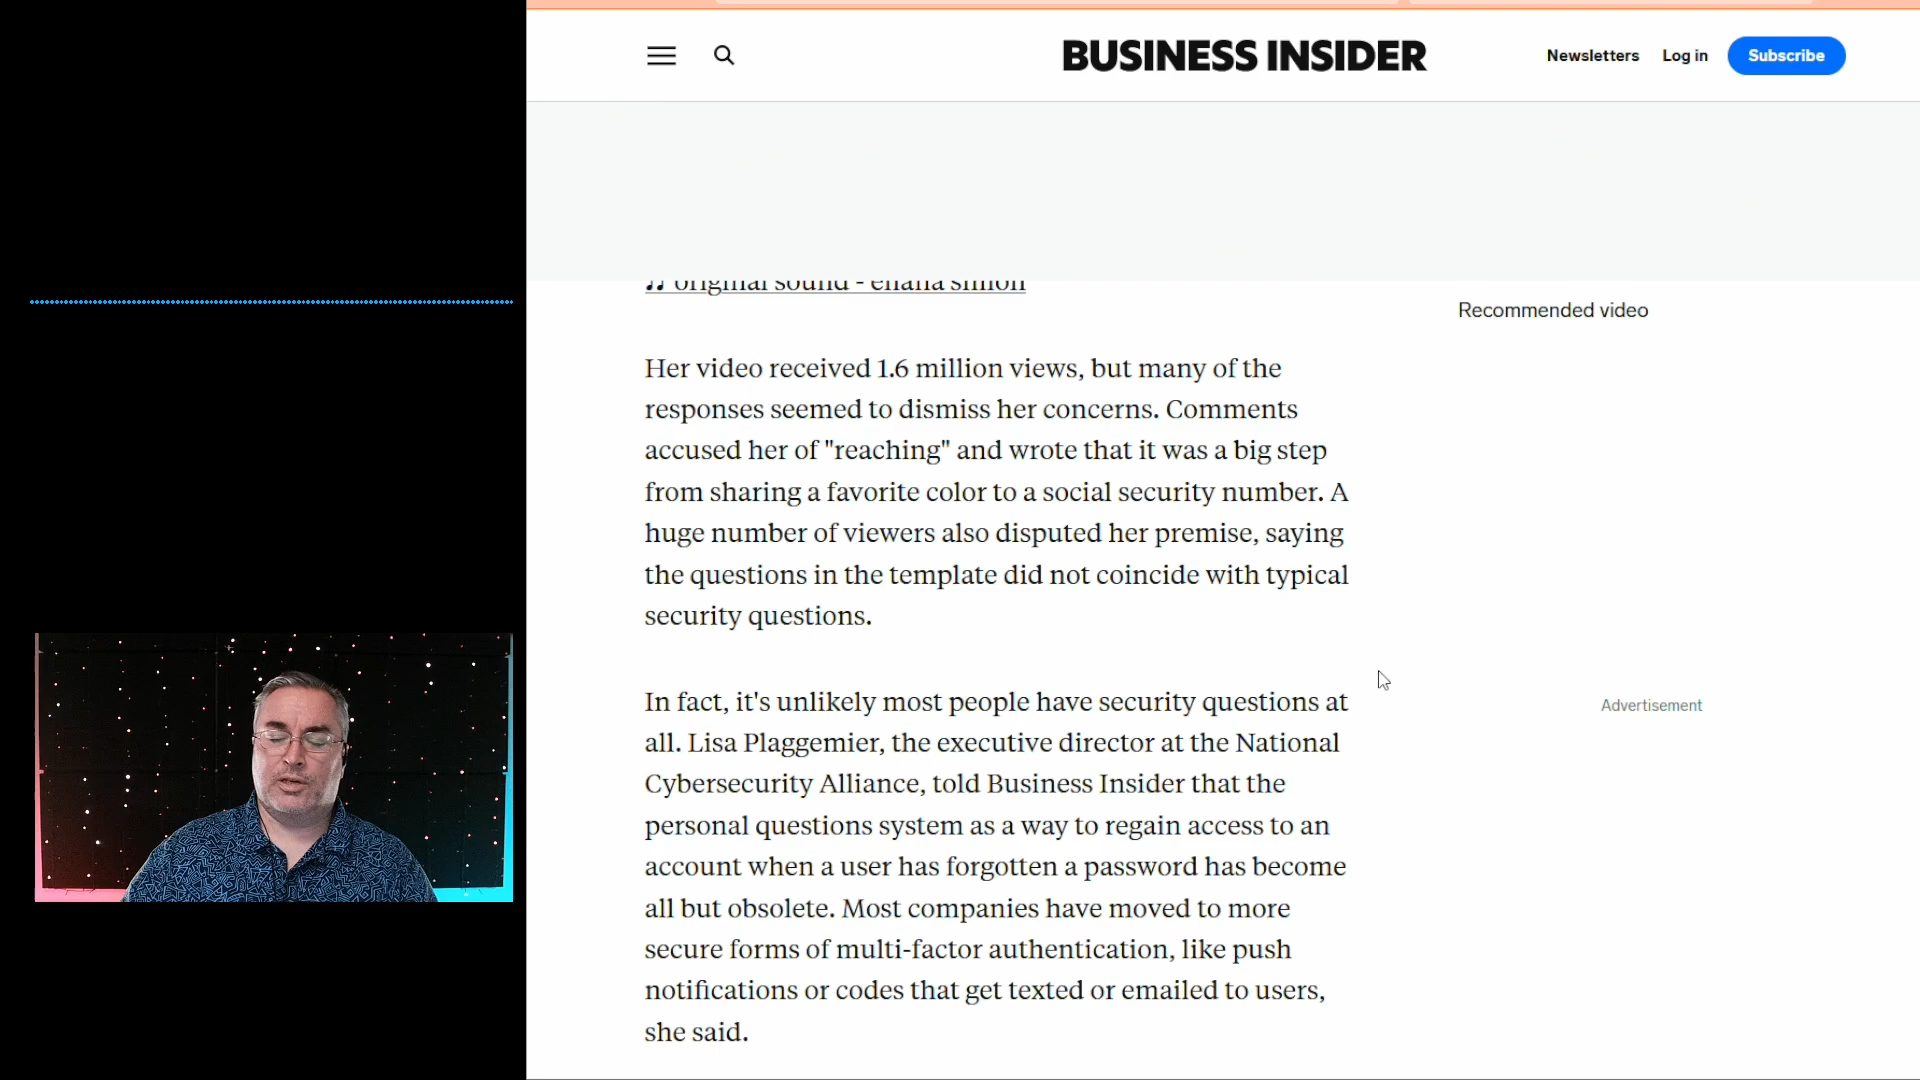 BUSINESS INSIDER
Newsletters
Log in
Subscribe
original sound - eliana simon
Recommended video
Her video received 1.6 million views, but many of the
responses seemed to dismiss her concerns. Comments
accused her of "reaching" and wrote that it was a big step
from sharing a favorite color to a social security number. A
huge number of viewers also disputed her premise, saying
the questions in the template did not coincide with typical
security questions.
In fact, it's unlikely most people have security questions at
all. Lisa Plaggemier, the executive director at the National
Cybersecurity Alliance, told Business Insider that the
personal questions system as a way to regain access to an
account when a user has forgotten a password has become
all but obsolete. Most companies have moved to more
secure forms of multi-factor authentication, like push
notifications or codes that get texted or emailed to users,
she said.
Advertisement